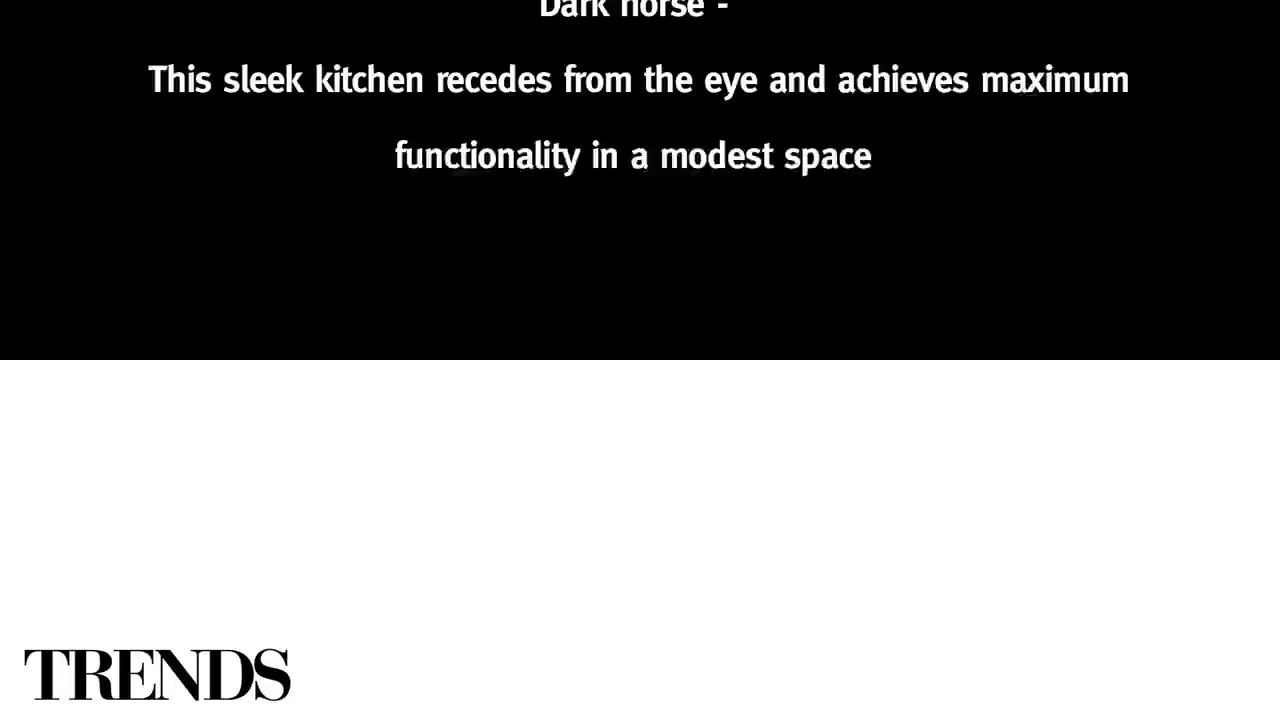 Dark horse -
This sleek kitchen recedes from the eye and achieves maximum
functionality in a modest space
TRENDS